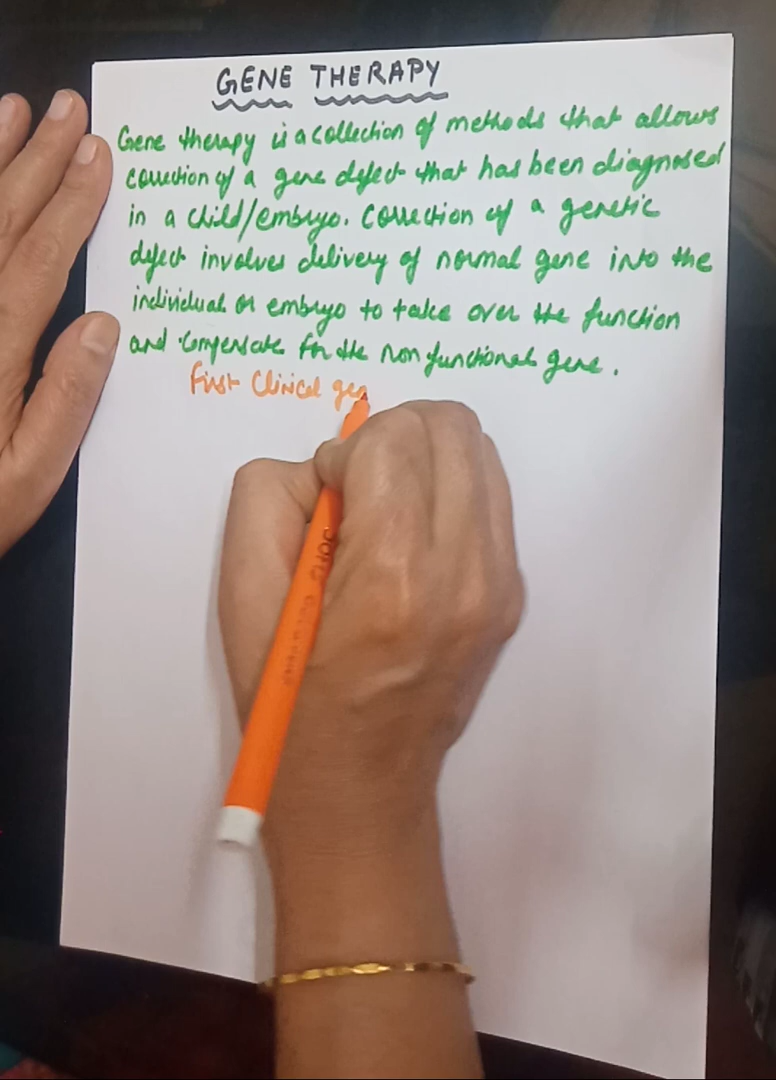 GENE THERAPY
Gene therapy is a collection of methods that allows
correction of a gene defect that has been diagnosed
in a child/embryo. Correction of a genetic
defect involves delivery of normal gene into the
individual or embryo to take over the function
and compensate for the non functional gene.
First Clinical gen